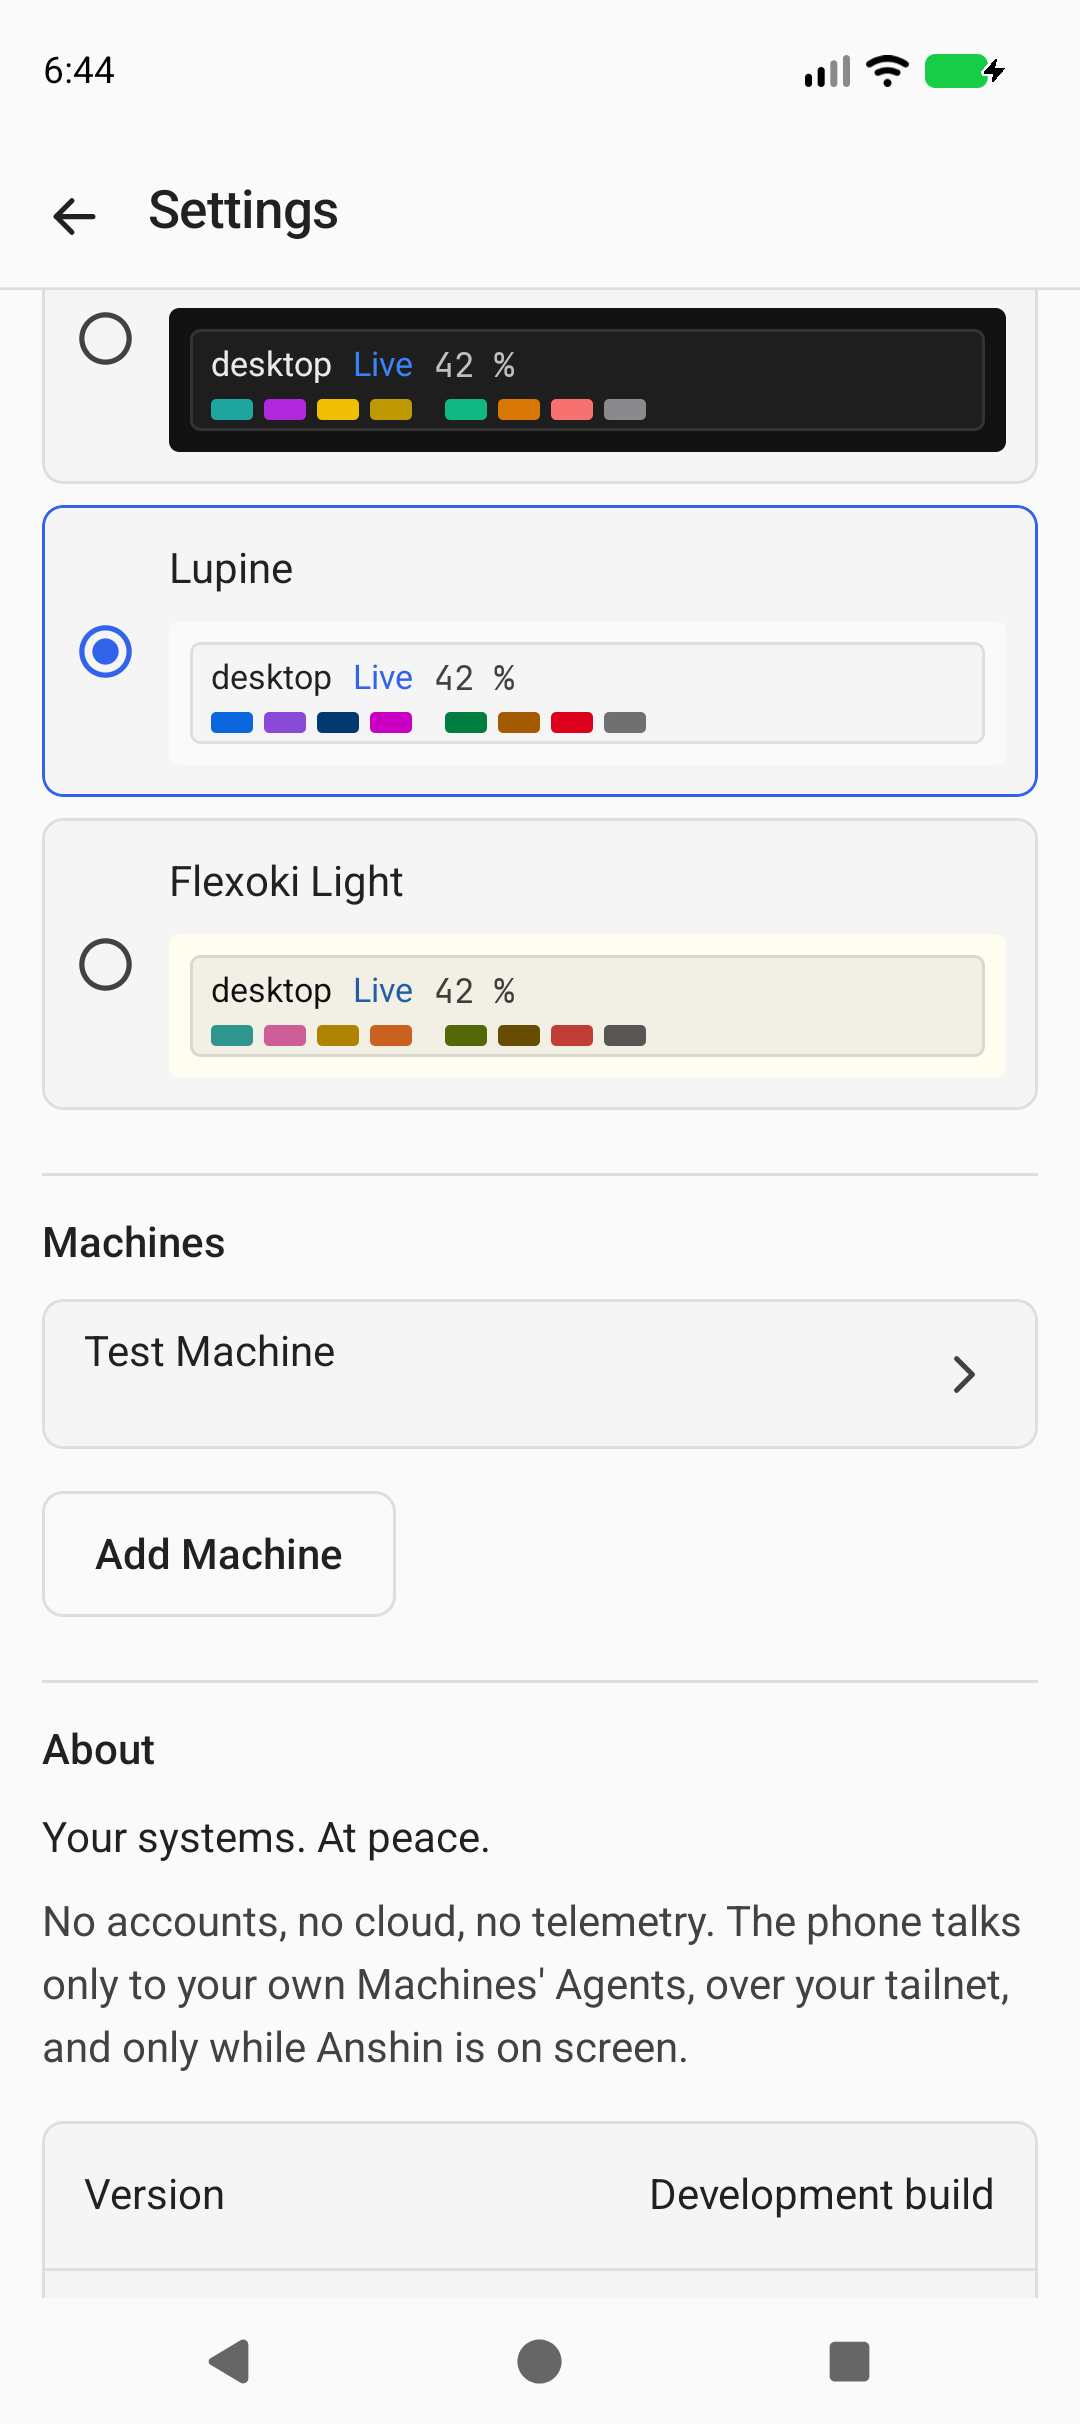 6:44
Settings
desktop Live 42 %
Lupine
desktop Live 42 %
Flexoki Light
desktop Live 42 %
Machines
Test Machine
Add Machine
About
Your systems. At peace.
No accounts, no cloud, no telemetry. The phone talks
only to your own Machines' Agents, over your tailnet,
and only while Anshin is on screen.
Version Development build